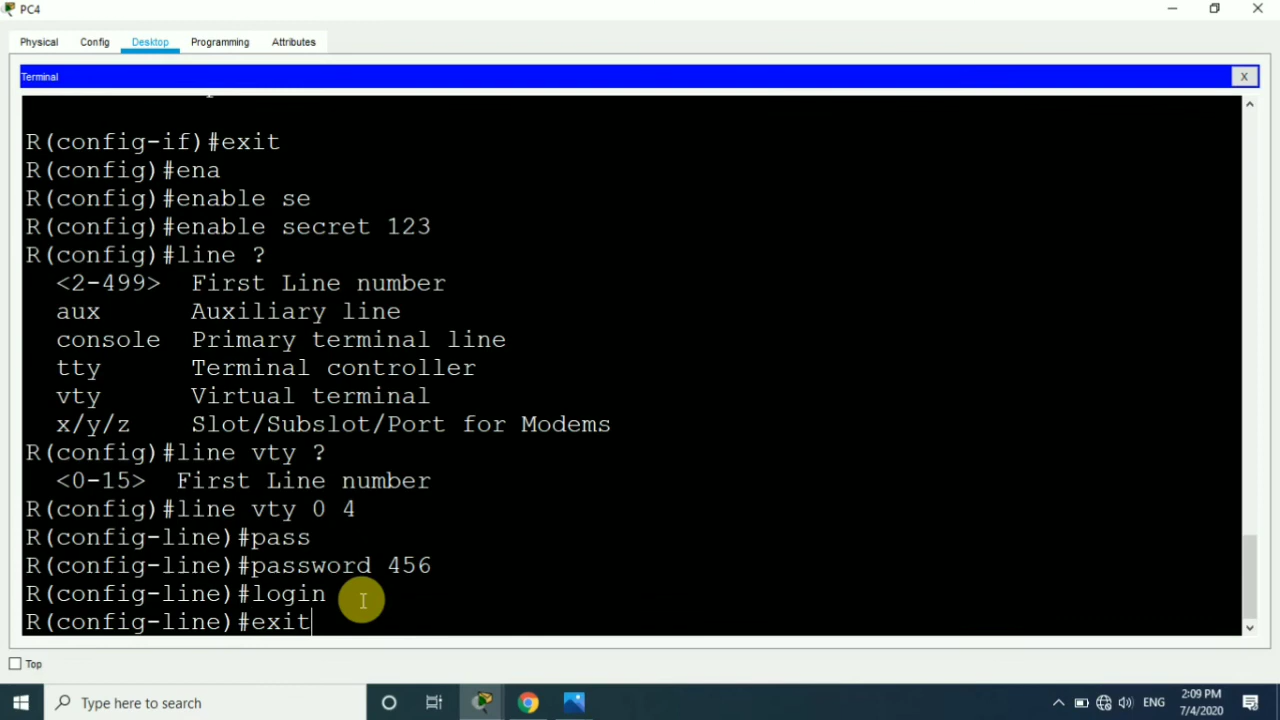 PC4
Physical Config Desktop Programming Attributes
Terminal X
R(config-if)#exit
R(config)#ena
R(config)#enable se
R(config)#enable secret 123
R(config)#line ?
<2-499> First Line number
aux Auxiliary line
console Primary terminal line
tty Terminal controller
vty Virtual terminal
x/y/z Slot/Subslot/Port for Modems
R(config)#line vty ?
<0-15> First Line number
R(config)#line vty 0 4
R(config-line)#pass
R(config-line)#password 456
R(config-line)#login
R(config-line)#exit
Top
Type here to search
ENG
2:09 PM
7/4/2020